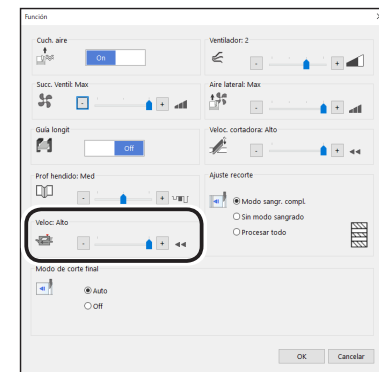 Función
Cuch. aire
On
Ventilador: 2
- +
Succ. Ventil: Max
- +
Aire lateral: Max
- +
Guia longit
Off
Veloc. cortadora: Alto
- +
Prof hendido: Med
- +
Ajuste recorte
Modo sangr. compl.
Sin modo sangrado
Procesar todo
Veloc: Alto
- +
Modo de corte final
Auto
Off
OK
Cancelar